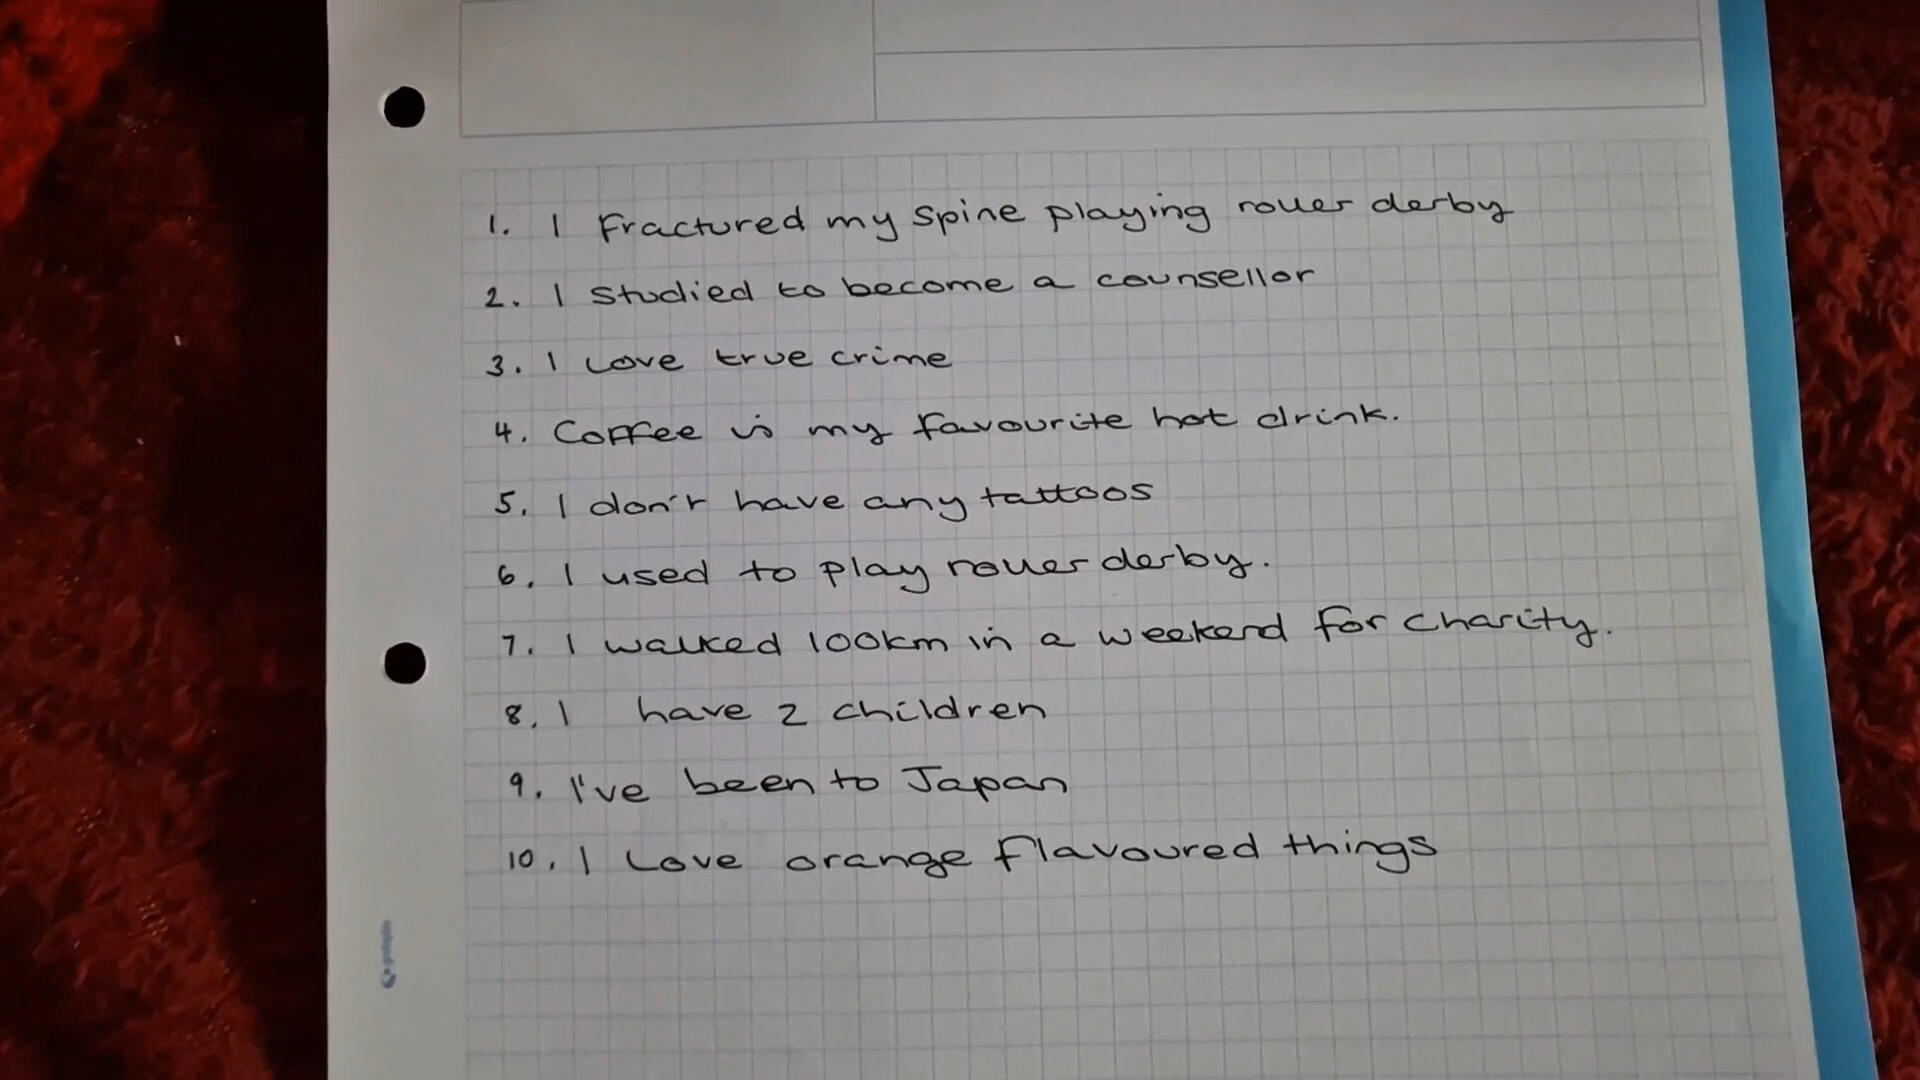 1. I Fractured my spine playing roller derby
2. I studied to become a counsellor
3. I love true crime
4. Coffee is my favourite hot drink.
5. I don't have any tattoos
6. I used to play roller derby.
7. I walked 100km in a weekend for charity.
8. I have 2 children
9. I've been to Japan
10. I love orange flavoured things